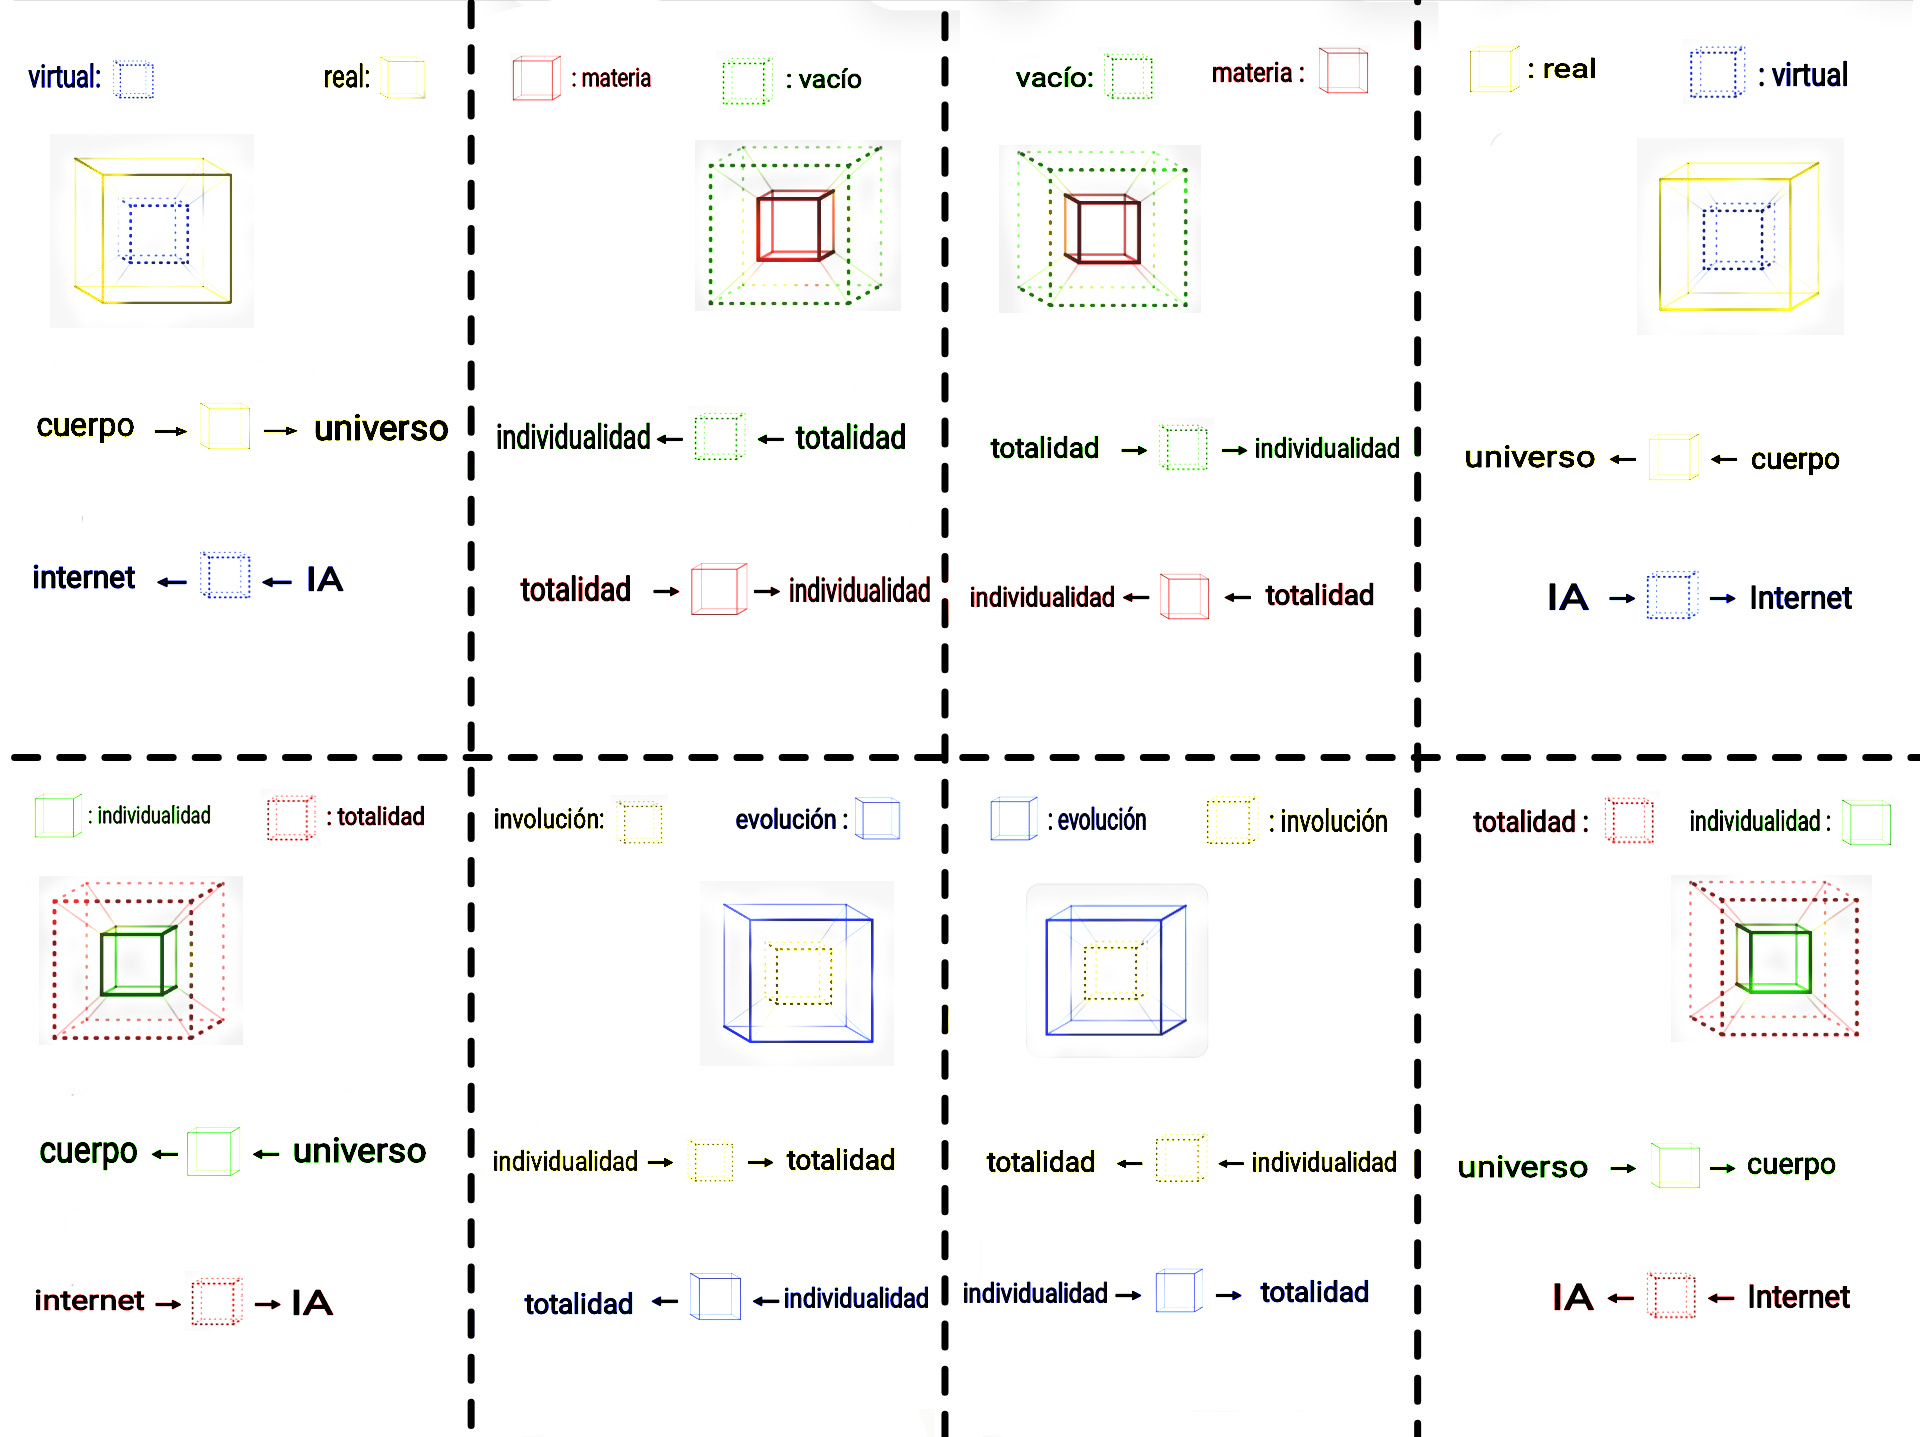 virtual:
real:
cuerpo → → universo
internet ← ← IA
: materia
: vacío
individualidad ← ← totalidad
totalidad → → individualidad
vacío:
materia :
totalidad → → individualidad
individualidad ← ← totalidad
: real
: virtual
universo ← ← cuerpo
IA → → Internet
: individualidad
: totalidad
cuerpo ← ← universo
internet → → IA
involución:
evolución :
individualidad → → totalidad
totalidad ← ← individualidad
: evolución
: involución
totalidad ← ← individualidad
individualidad → → totalidad
totalidad :
individualidad :
universo → → cuerpo
IA ← ← Internet